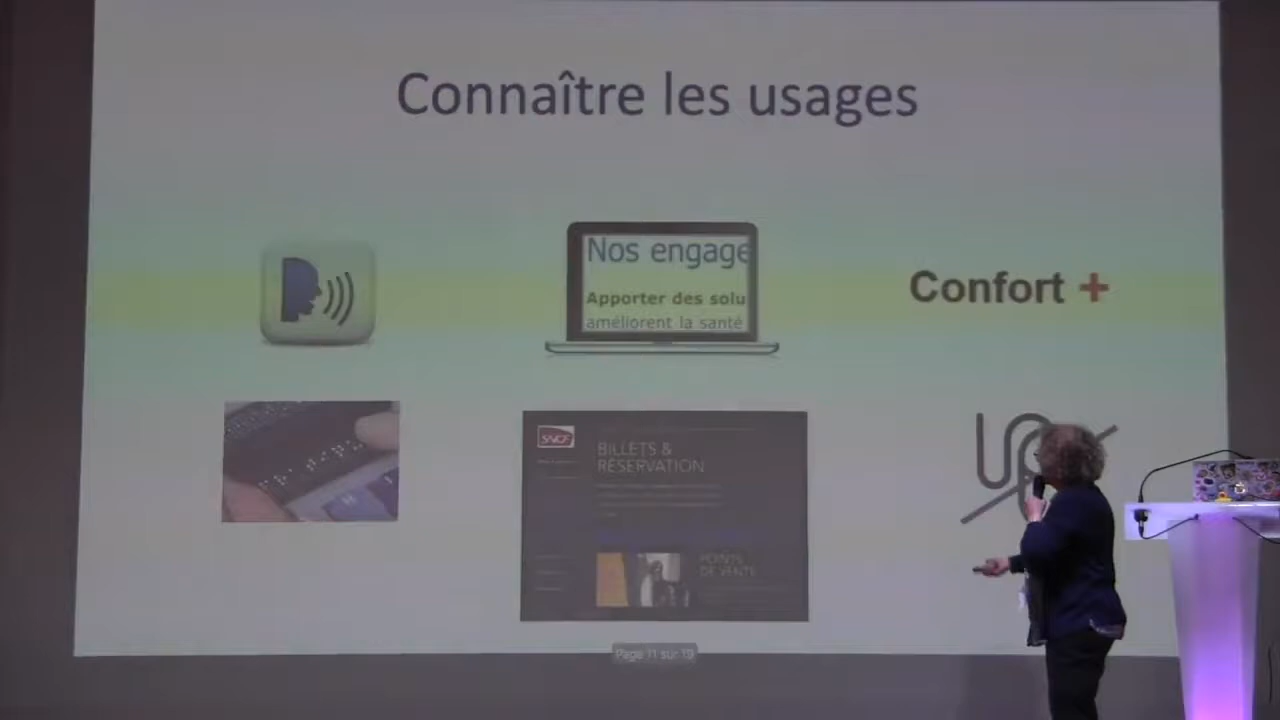 Connaître les usages
Nos engage
Apporter des solu
améliorent la santé
Confort +
SNCF
BILLETS &
RÉSERVATION
POINTS
DE VENTE
Page 11 sur 19